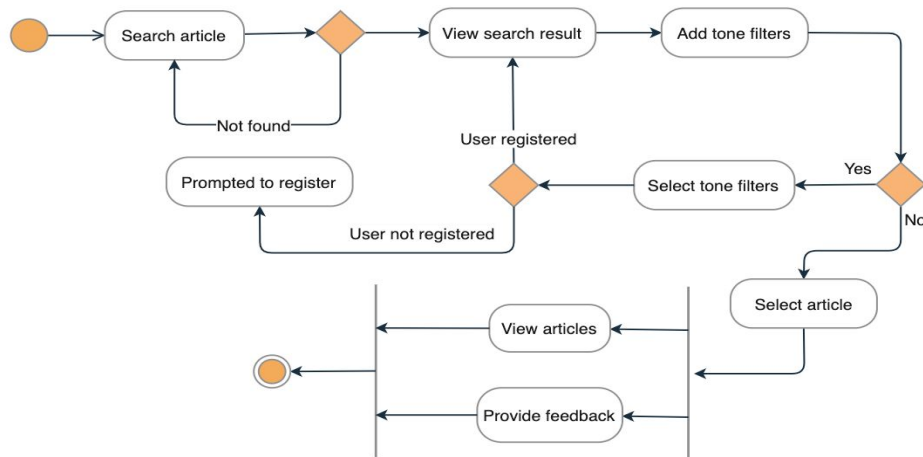 Search article
View search result
Add tone filters
Not found
User registered
Prompted to register
Select tone filters
Yes
No
User not registered
Select article
View articles
Provide feedback